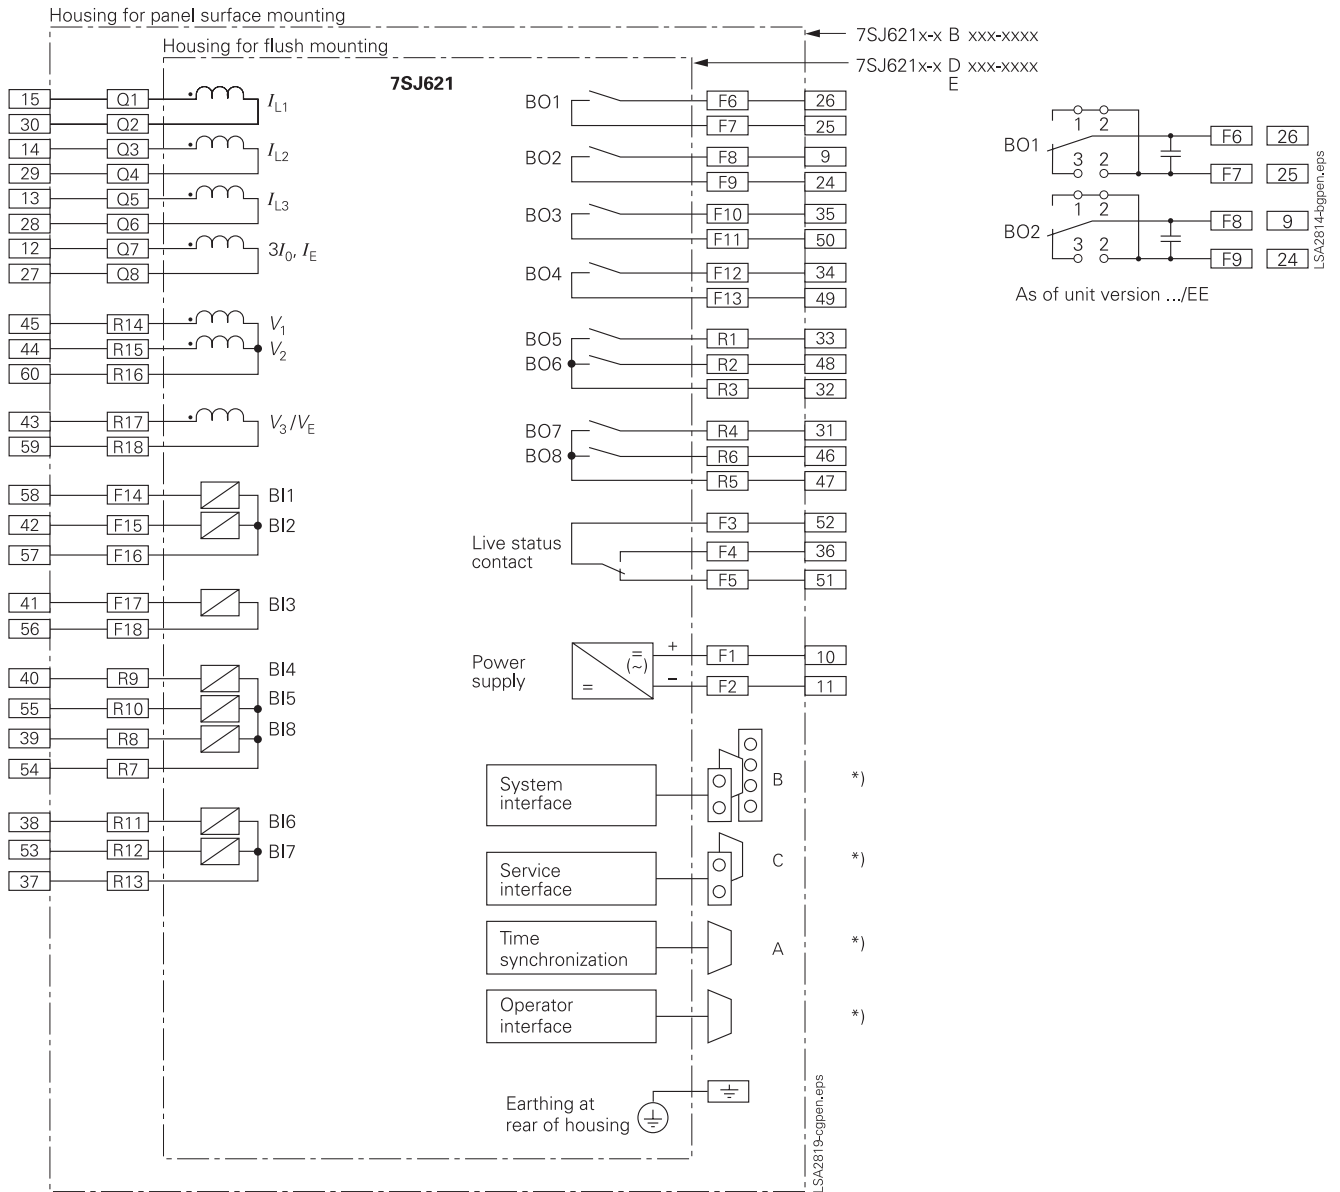 Housing for panel surface mounting
Housing for flush mounting
7SJ621
7SJ621x-x B xxx-xxxx
7SJ621x-x D xxx-xxxx
E
15 Q1 I L1
30 Q2
14 Q3 I L2
29 Q4
13 Q5 I L3
28 Q6
12 Q7 3I0, IE
27 Q8
45 R14 V1
44 R15 V2
60 R16
43 R17 V3/VE
59 R18
58 F14 BI1
42 F15 BI2
57 F16
41 F17 BI3
56 F18
40 R9 BI4
55 R10 BI5
39 R8 BI8
54 R7
38 R11 BI6
53 R12 BI7
37 R13
BO1 F6 26
F7 25
BO2 F8 9
F9 24
BO3 F10 35
F11 50
BO4 F12 34
F13 49
BO5 R1 33
BO6 R2 48
R3 32
BO7 R4 31
BO8 R6 46
R5 47
Live status
contact
F3 52
F4 36
F5 51
Power
supply
= (~) =
+ F1 10
– F2 11
System
interface
B *)
Service
interface
C *)
Time
synchronization
A *)
Operator
interface
*)
Earthing at
rear of housing
LSA2819-cgpen.eps
BO1 1 2 F6 26
3 2 F7 25
BO2 1 2 F8 9
3 2 F9 24
As of unit version .../EE
LSA2814-bgpen.eps